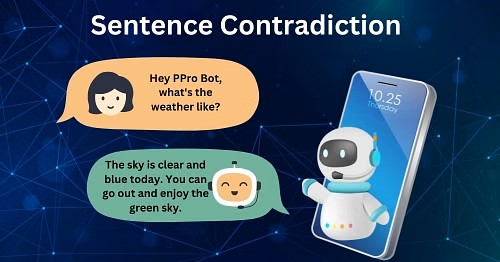 Sentence Contradiction
Hey PPro Bot,
what's the
weather like?
10.25
Thursday
The sky is clear and
blue today. You can
go out and enjoy the
green sky.